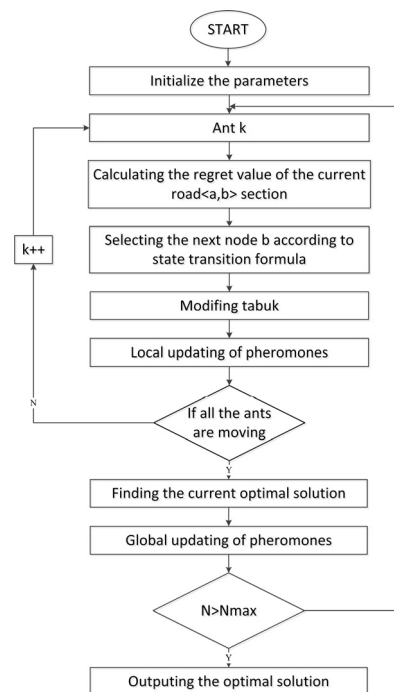 START
Initialize the parameters
Ant k
Calculating the regret value of the current
road<a,b> section
Selecting the next node b according to
state transition formula
k++
Modifing tabuk
Local updating of pheromones
If all the ants
are moving
N
Y
Finding the current optimal solution
Global updating of pheromones
N>Nmax
Y
Outputing the optimal solution